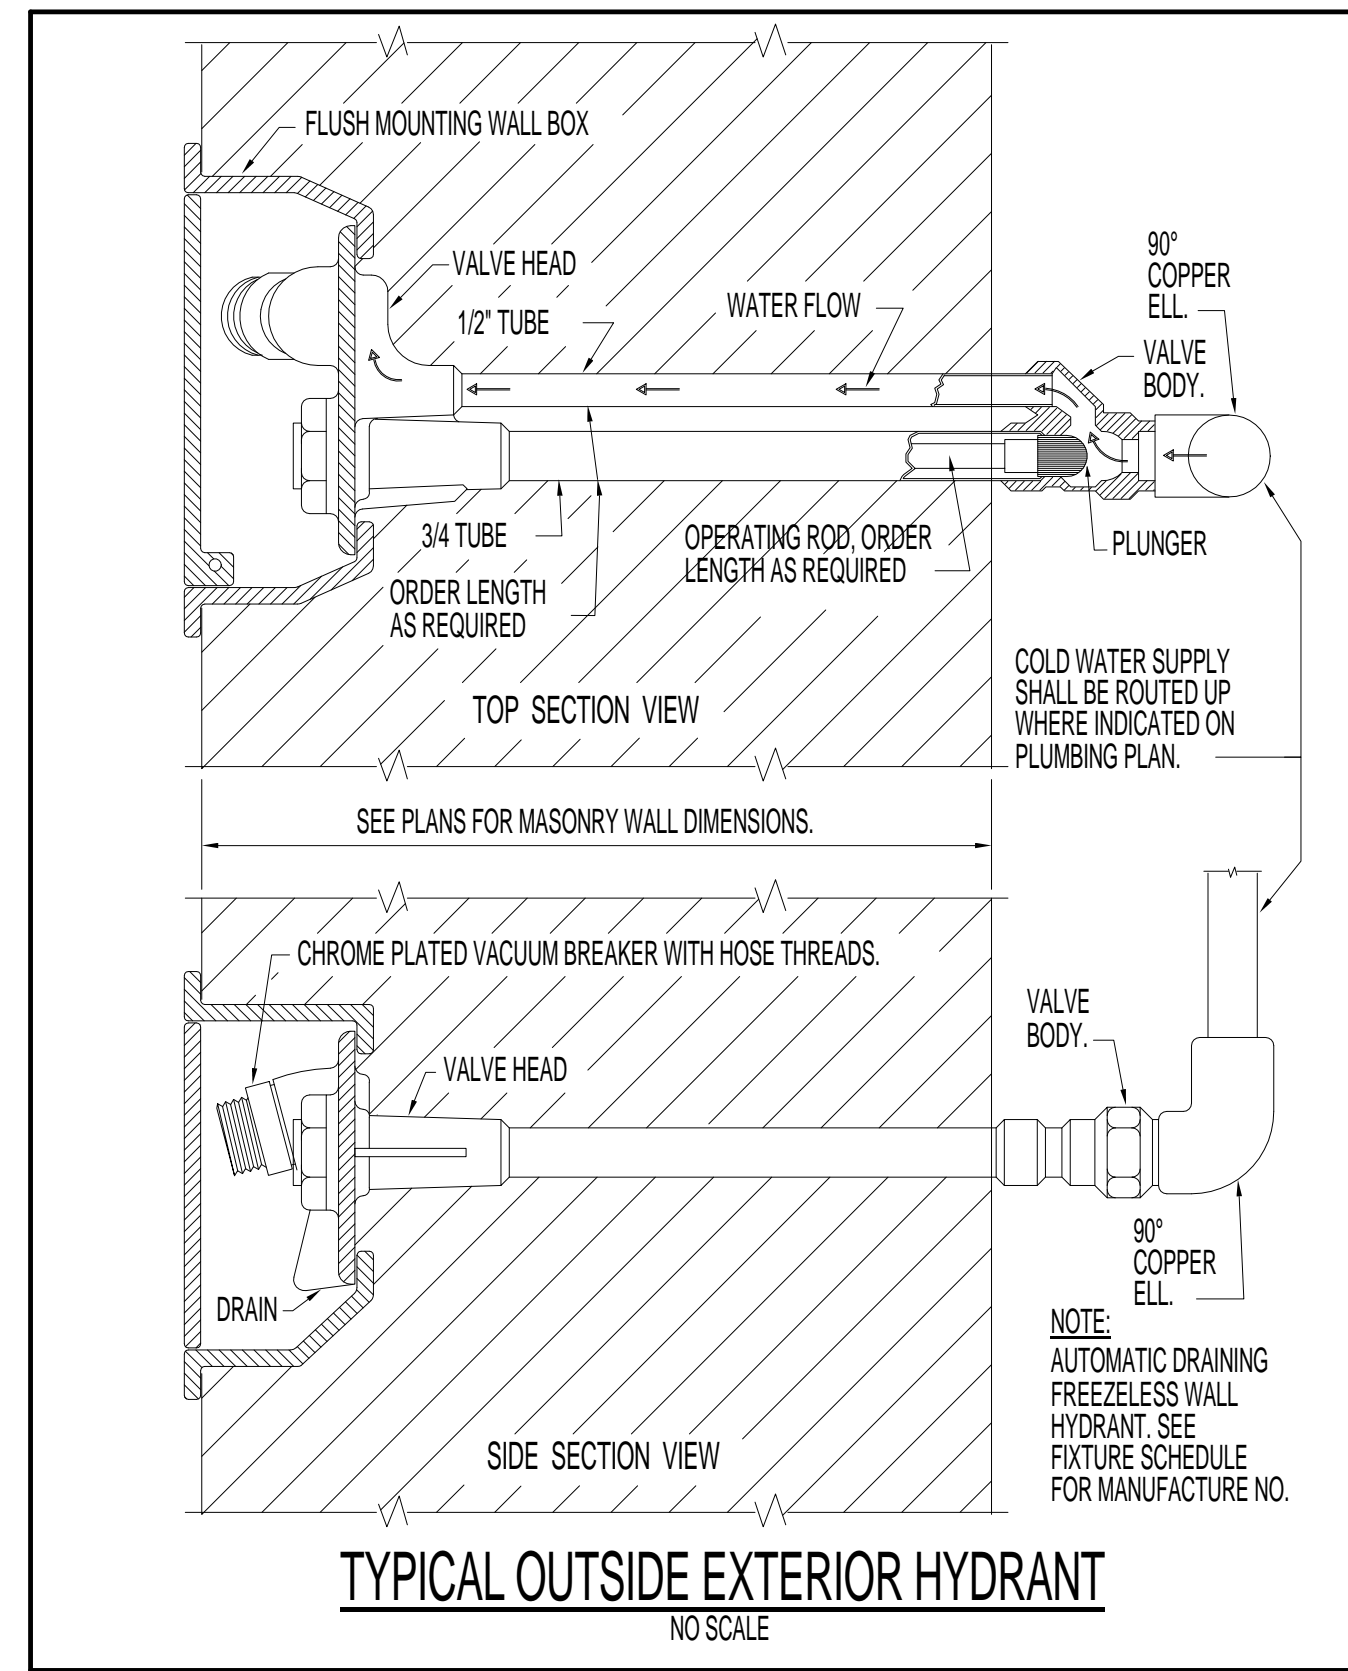 FLUSH MOUNTING WALL BOX
VALVE HEAD
1/2" TUBE
WATER FLOW
90°
COPPER
ELL.
VALVE
BODY.
3/4 TUBE
ORDER LENGTH
AS REQUIRED
OPERATING ROD, ORDER
LENGTH AS REQUIRED
PLUNGER
COLD WATER SUPPLY
SHALL BE ROUTED UP
WHERE INDICATED ON
PLUMBING PLAN.
TOP SECTION VIEW
SEE PLANS FOR MASONRY WALL DIMENSIONS.
CHROME PLATED VACUUM BREAKER WITH HOSE THREADS.
VALVE HEAD
VALVE
BODY.
DRAIN
90°
COPPER
ELL.
NOTE:
AUTOMATIC DRAINING
FREEZELESS WALL
HYDRANT. SEE
FIXTURE SCHEDULE
FOR MANUFACTURE NO.
SIDE SECTION VIEW
TYPICAL OUTSIDE EXTERIOR HYDRANT
NO SCALE